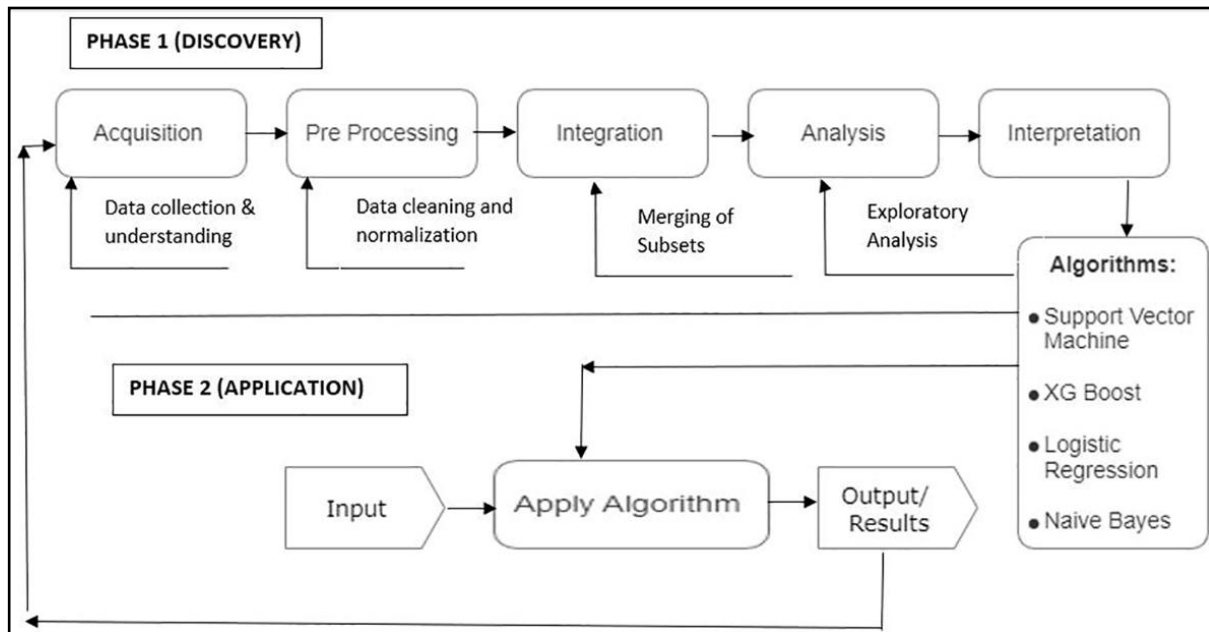 PHASE 1 (DISCOVERY)
Acquisition
Pre Processing
Integration
Analysis
Interpretation
Data collection &
understanding
Data cleaning and
normalization
Merging of
Subsets
Exploratory
Analysis
Algorithms:
● Support Vector
Machine
● XG Boost
● Logistic
Regression
● Naive Bayes
PHASE 2 (APPLICATION)
Input
Apply Algorithm
Output/
Results